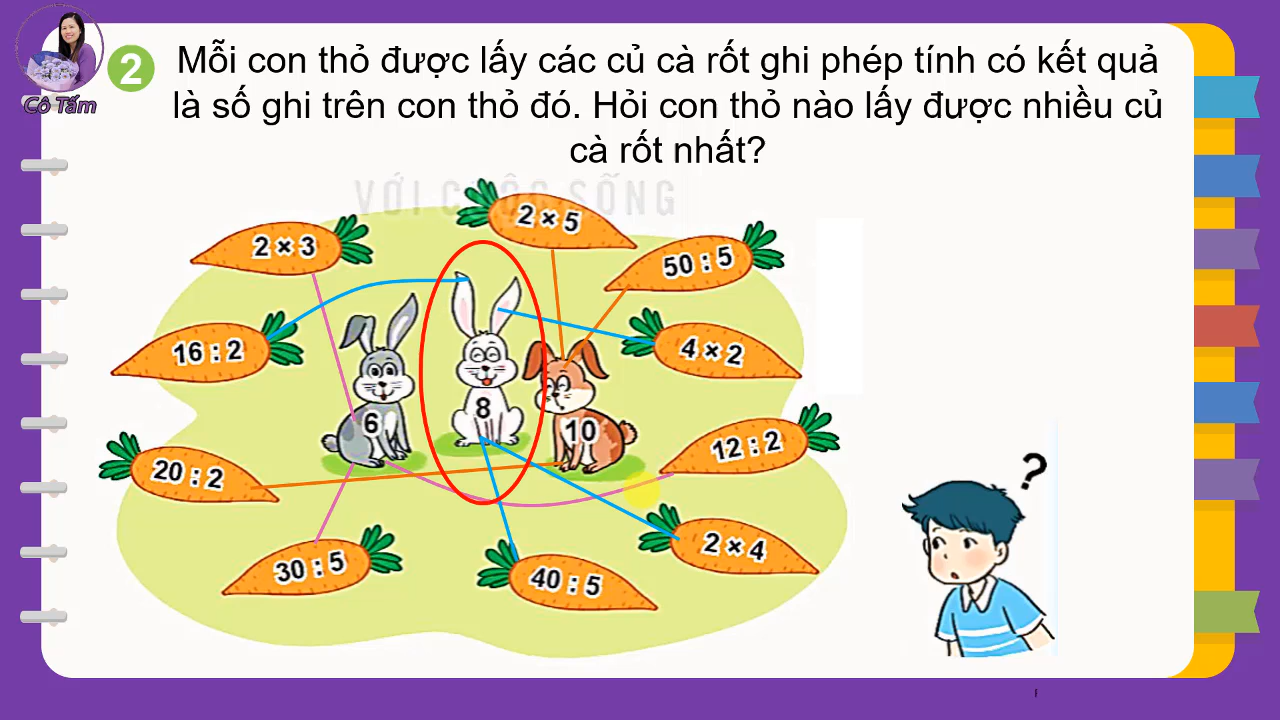 Cô Tấm
2 Mỗi con thỏ được lấy các củ cà rốt ghi phép tính có kết quả
là số ghi trên con thỏ đó. Hỏi con thỏ nào lấy được nhiều củ
cà rốt nhất?
VỚI CUỘC SỐNG
2 × 5
2 × 3
50 : 5
16 : 2
4 × 2
6
8
10
12 : 2
20 : 2
?
30 : 5
40 : 5
2 × 4